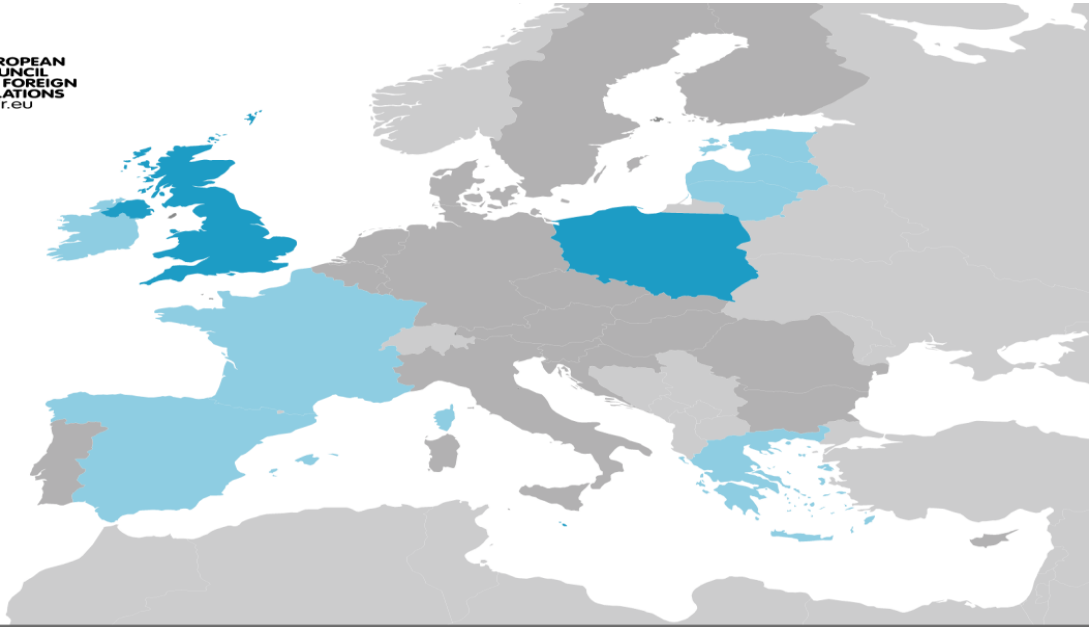 ROPEAN
UNCIL
FOREIGN
LATIONS
r.eu